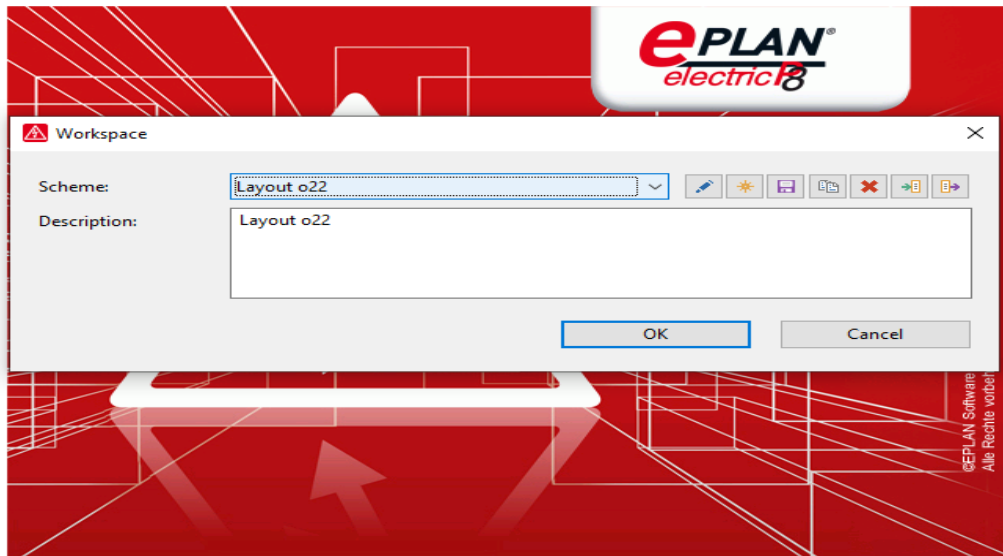 ePLAN®
electric P8
Workspace
Scheme:
Layout o22
Description:
Layout o22
OK
Cancel
©EPLAN Software
Alle Rechte vorbeh